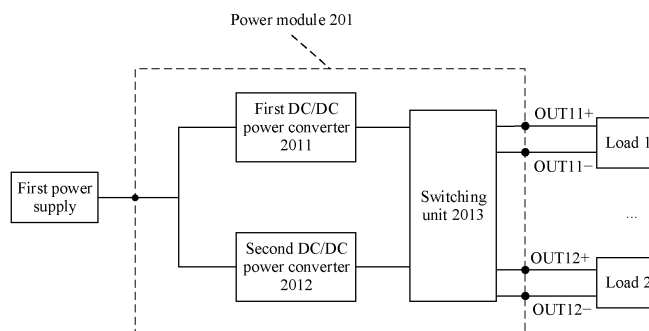 Power module 201
First DC/DC
power converter
2011
OUT11+
Load 1
OUT11−
First power
supply
Switching
unit 2013
...
Second DC/DC
power converter
2012
OUT12+
Load 2
OUT12−